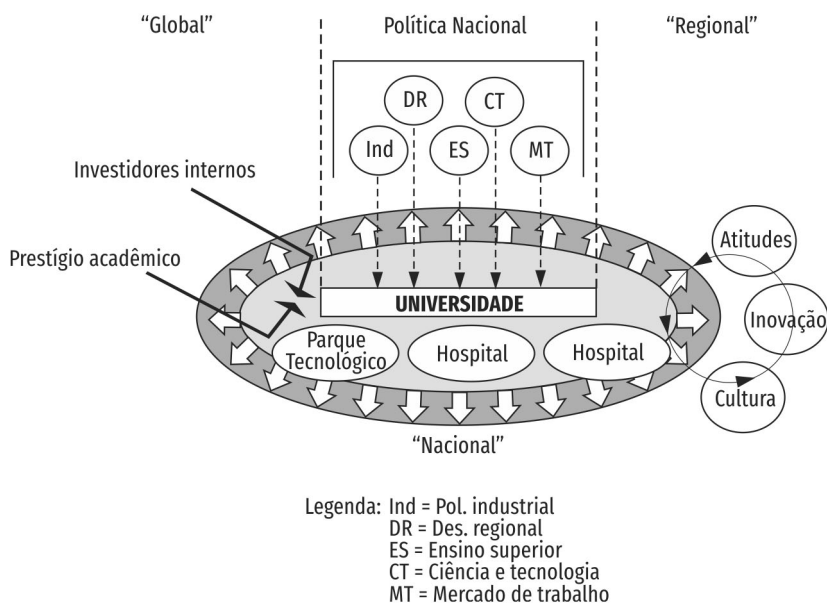 “Global”
Política Nacional
“Regional”
DR
CT
Ind
ES
MT
Investidores internos
Prestígio acadêmico
Atitudes
UNIVERSIDADE
Inovação
Parque
Tecnológico
Hospital
Hospital
Cultura
“Nacional”
Legenda: Ind = Pol. industrial
DR = Des. regional
ES = Ensino superior
CT = Ciência e tecnologia
MT = Mercado de trabalho